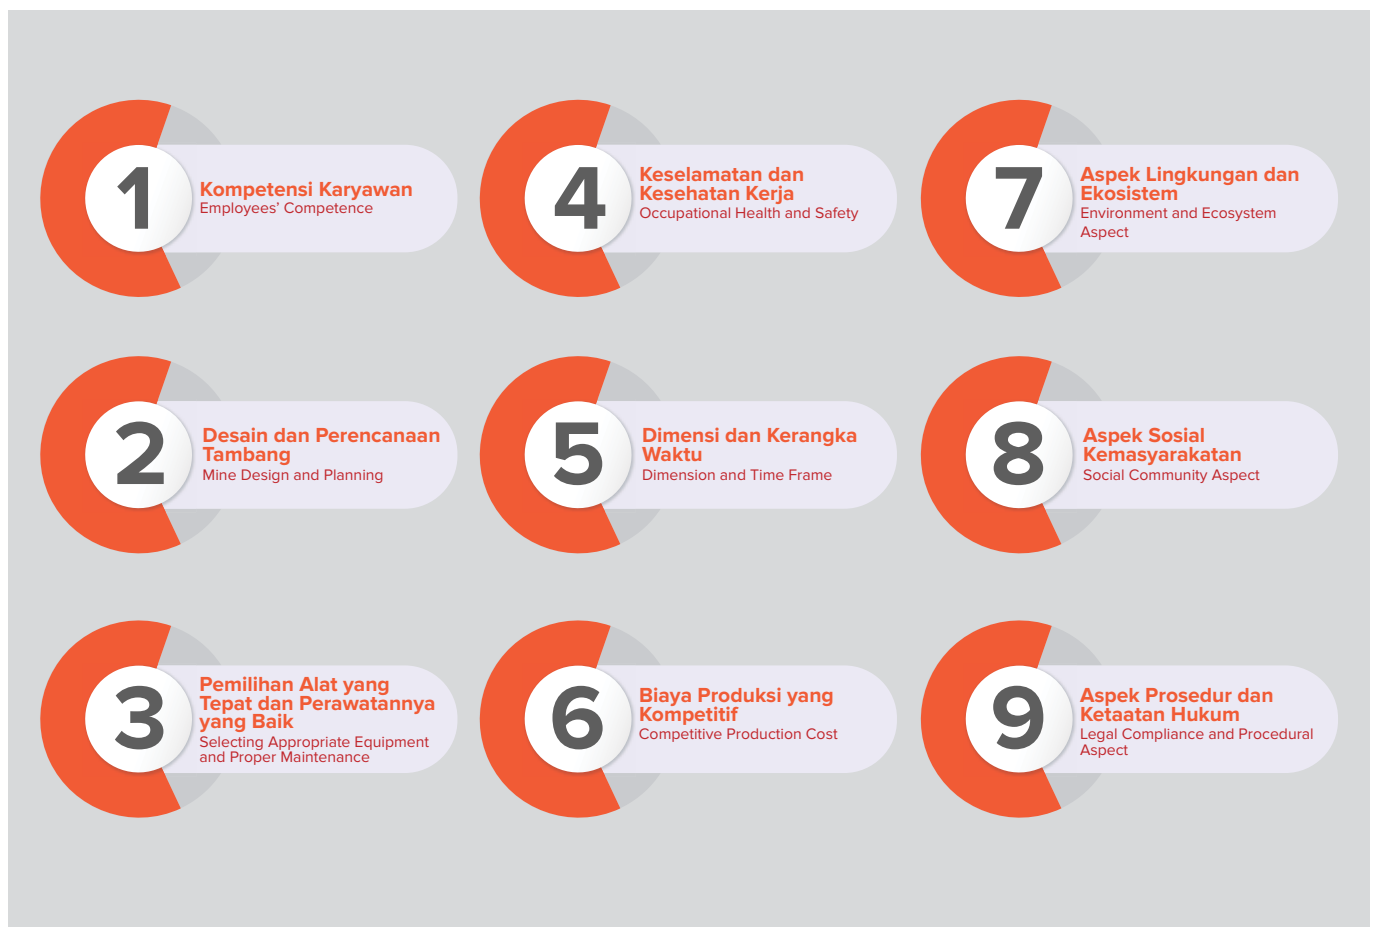 1
Kompetensi Karyawan
Employees’ Competence
2
Desain dan Perencanaan
Tambang
Mine Design and Planning
3
Pemilihan Alat yang
Tepat dan Perawatannya
yang Baik
Selecting Appropriate Equipment
and Proper Maintenance
4
Keselamatan dan
Kesehatan Kerja
Occupational Health and Safety
5
Dimensi dan Kerangka
Waktu
Dimension and Time Frame
6
Biaya Produksi yang
Kompetitif
Competitive Production Cost
7
Aspek Lingkungan dan
Ekosistem
Environment and Ecosystem
Aspect
8
Aspek Sosial
Kemasyarakatan
Social Community Aspect
9
Aspek Prosedur dan
Ketaatan Hukum
Legal Compliance and Procedural
Aspect